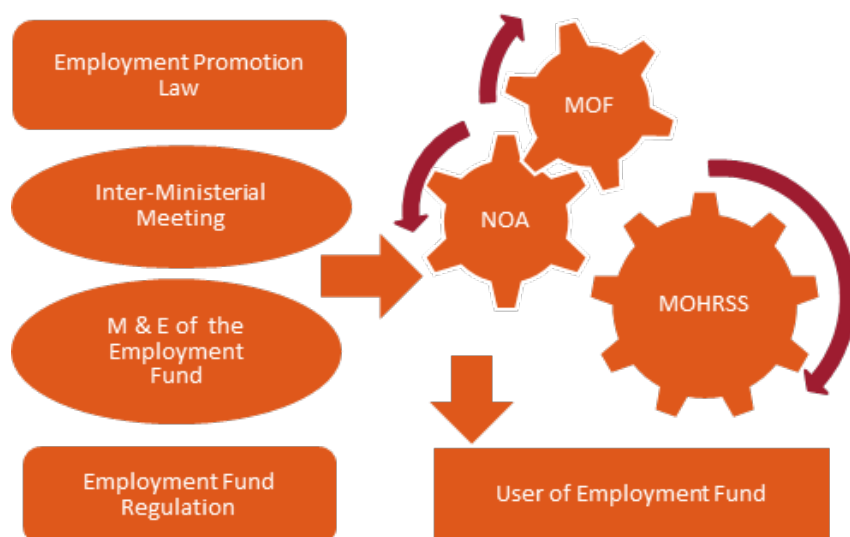 Employment Promotion
Law
Inter-Ministerial
Meeting
M & E of the
Employment
Fund
Employment Fund
Regulation
MOF
NOA
MOHRSS
User of Employment Fund